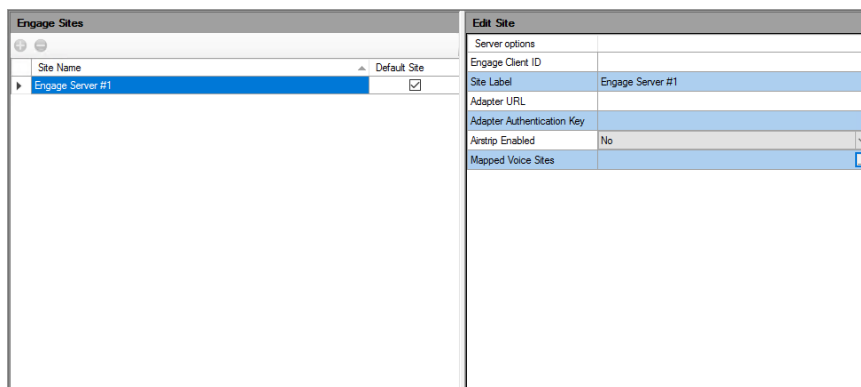 Engage Sites
Site Name Default Site
Engage Server #1
Edit Site
Server options
Engage Client ID
Site Label Engage Server #1
Adapter URL
Adapter Authentication Key
Airstrip Enabled No
Mapped Voice Sites